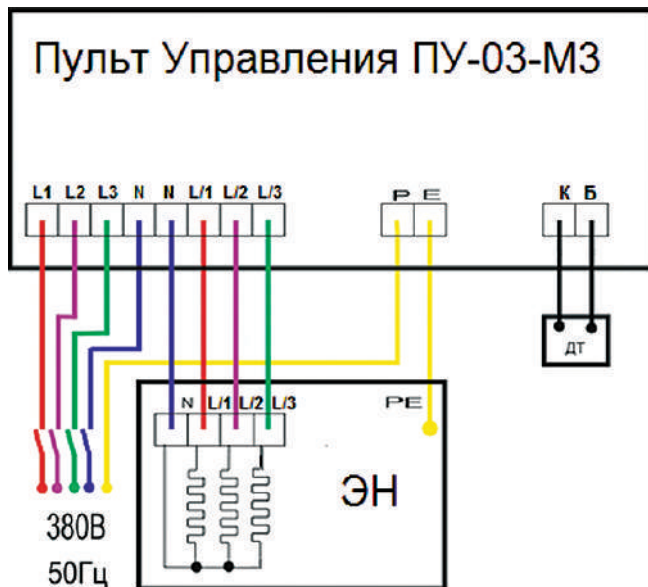 Пульт Управления ПУ-03-М3
L1 L2 L3 N N L/1 L/2 L/3 P E К Б
ДТ
N L/1 L/2 L/3 PE
ЭН
380В
50Гц